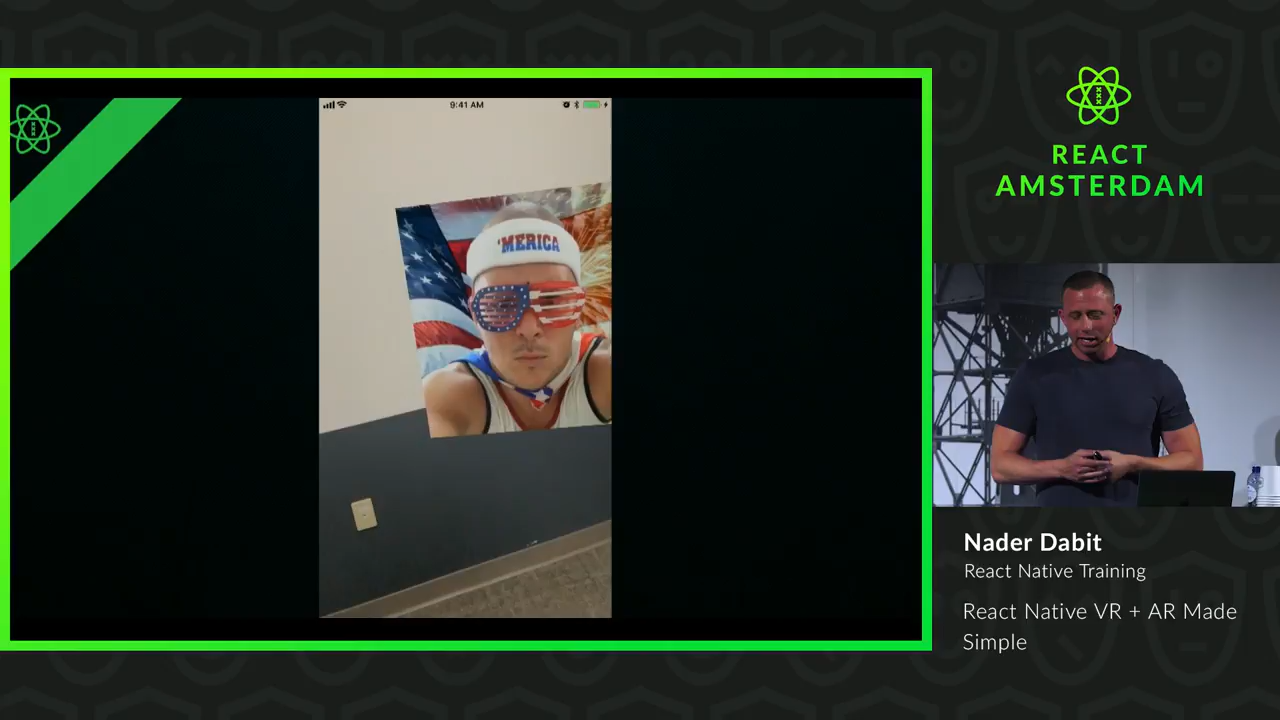 9:41 AM
'MERICA
REACT
AMSTERDAM
Nader Dabit
React Native Training
React Native VR + AR Made
Simple